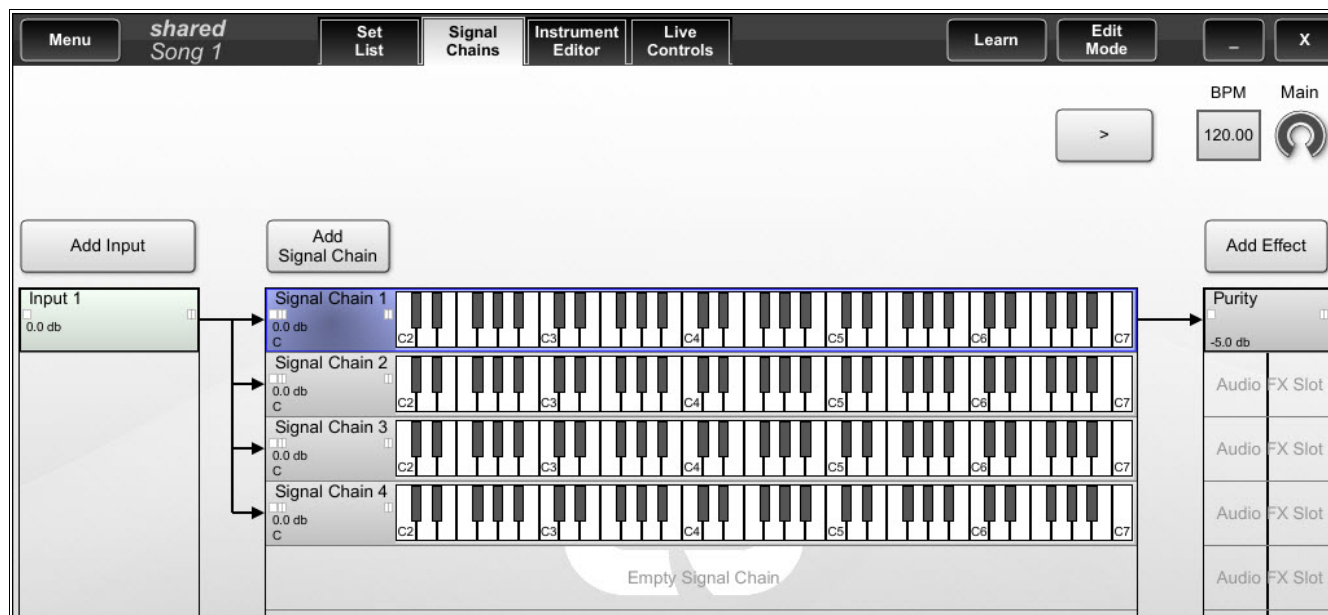 Menu
shared
Song 1
Set
List
Signal
Chains
Instrument
Editor
Live
Controls
Learn
Edit
Mode
_
X
BPM
Main
>
120.00
Add Input
Add
Signal Chain
Add Effect
Input 1
0.0 db
Signal Chain 1
0.0 db
C
C2
C3
C4
C5
C6
C7
Purity
-5.0 db
Signal Chain 2
0.0 db
C
C2
C3
C4
C5
C6
C7
Audio FX Slot
Signal Chain 3
0.0 db
C
C2
C3
C4
C5
C6
C7
Audio FX Slot
Signal Chain 4
0.0 db
C
C2
C3
C4
C5
C6
C7
Audio FX Slot
Empty Signal Chain
Audio FX Slot